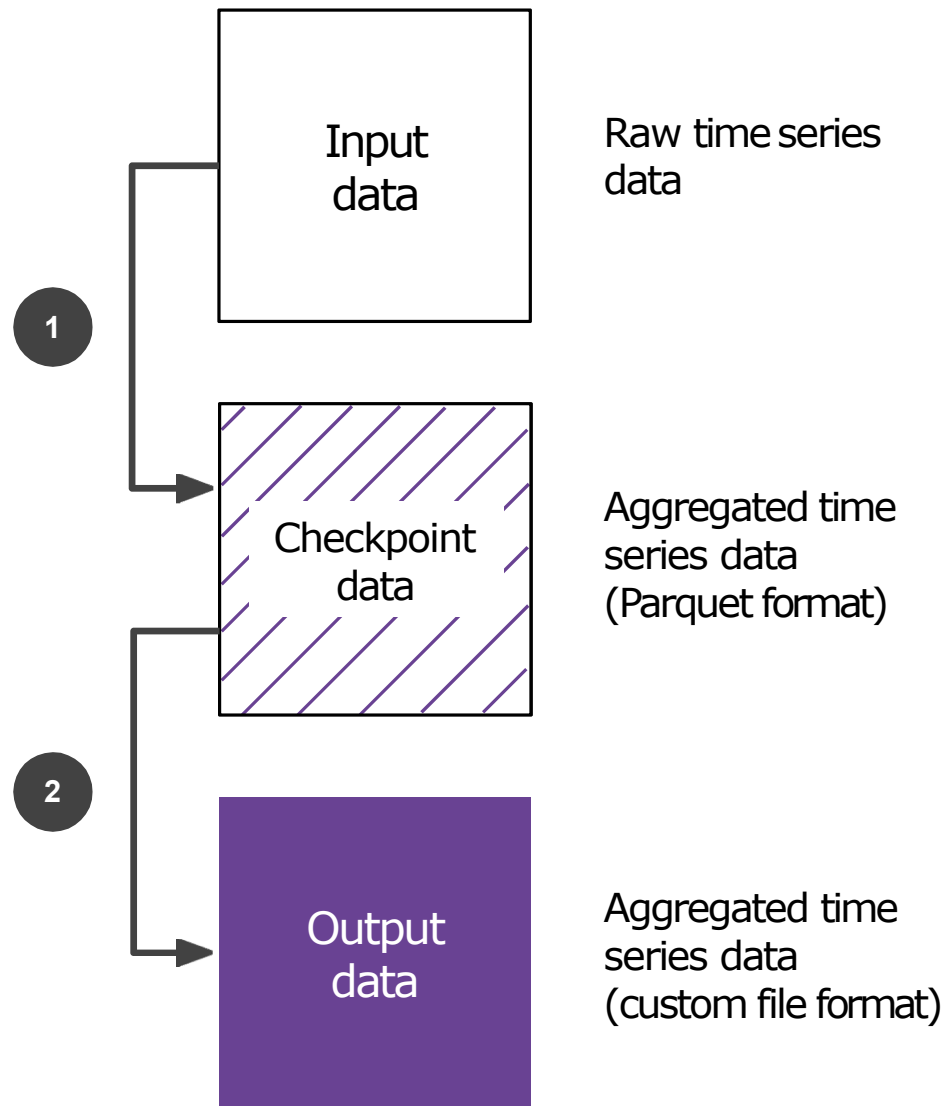 Input
data
Raw time series
data
1
Checkpoint
data
Aggregated time
series data
(Parquet format)
2
Output
data
Aggregated time
series data
(custom file format)